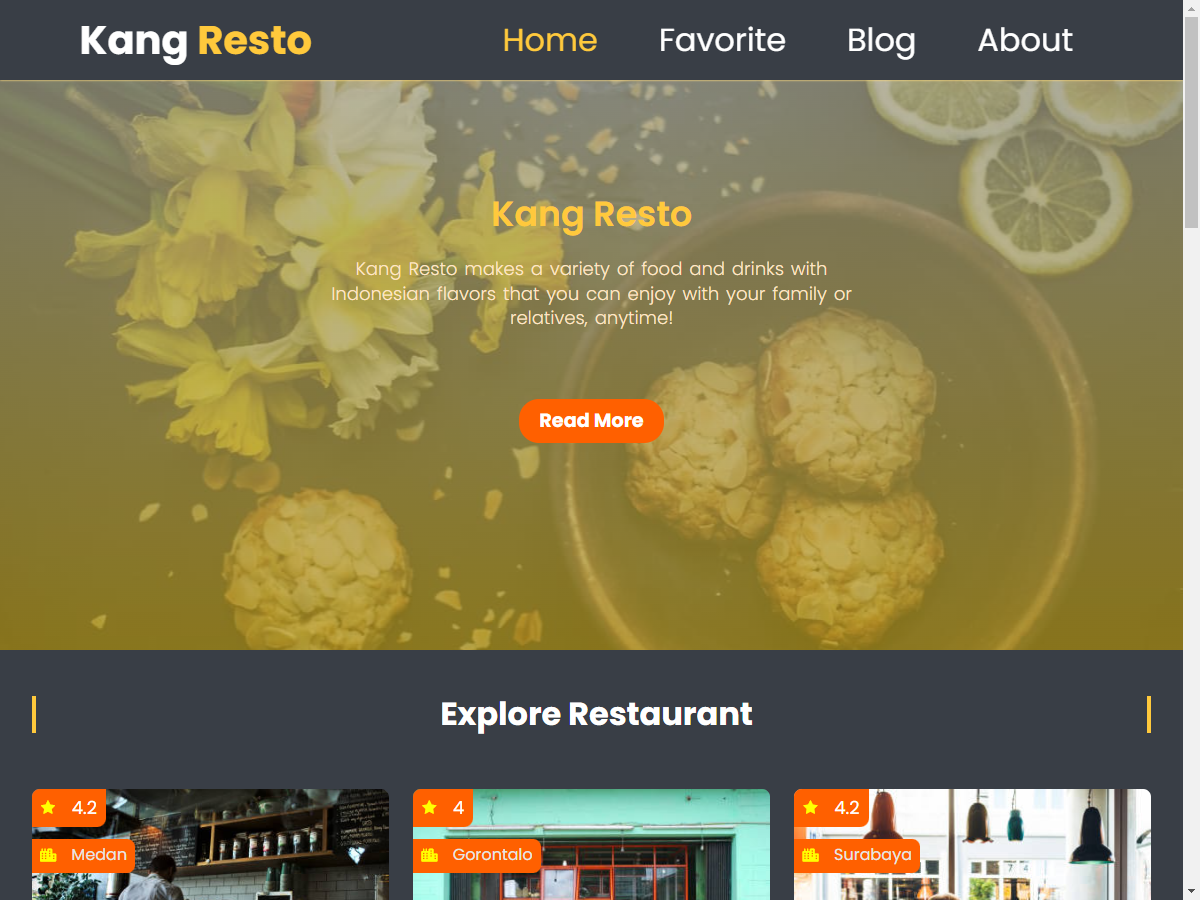 Kang Resto
Home
Favorite
Blog
About
Kang Resto
Kang Resto makes a variety of food and drinks with
Indonesian flavors that you can enjoy with your family or
relatives, anytime!
Read More
Explore Restaurant
4.2
4
4.2
Medan
Gorontalo
Surabaya